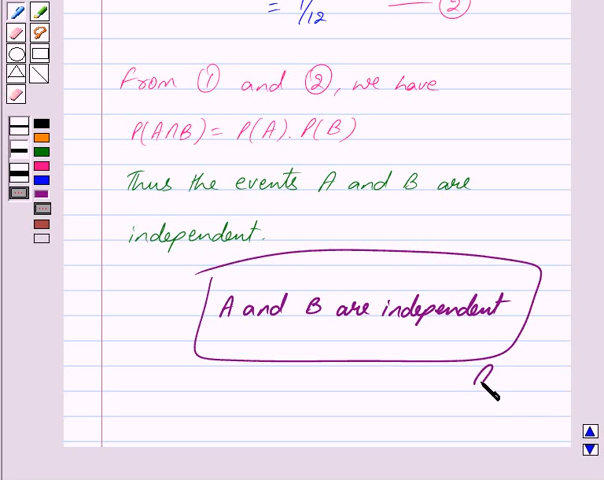 = 1/12 —— ②
From ① and ②, we have
P(A∩B) = P(A). P(B)
Thus the events A and B are
independent.
A and B are independent